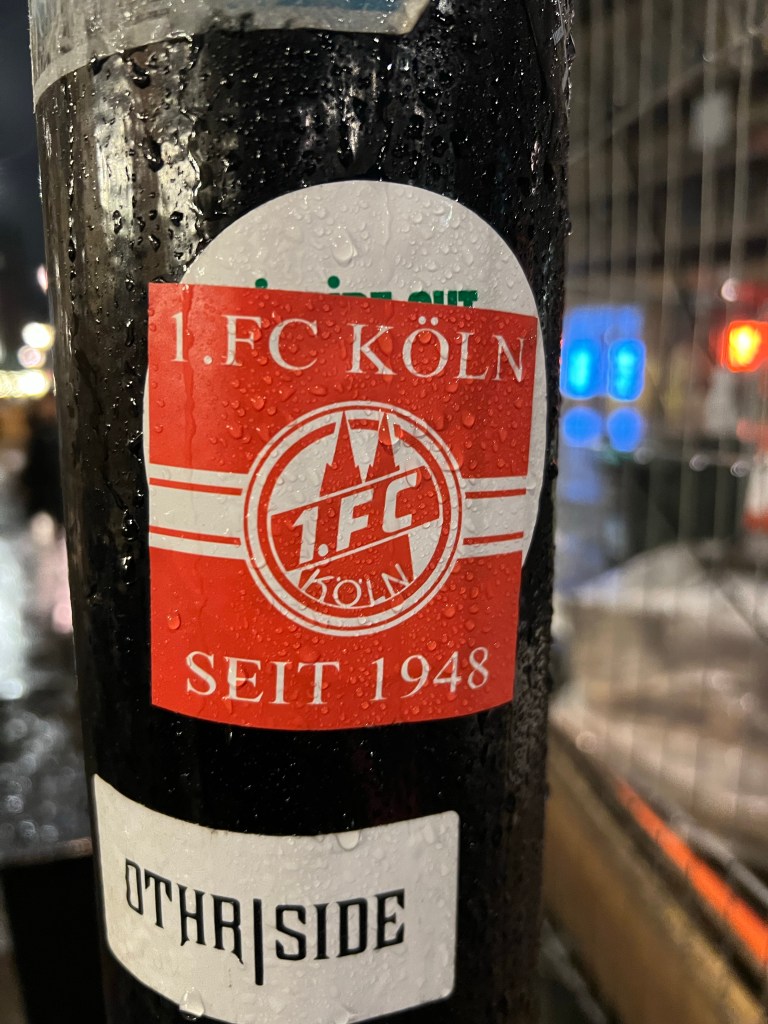 1.FC KÖLN
1.FC
KÖLN
SEIT 1948
OTHR|SIDE